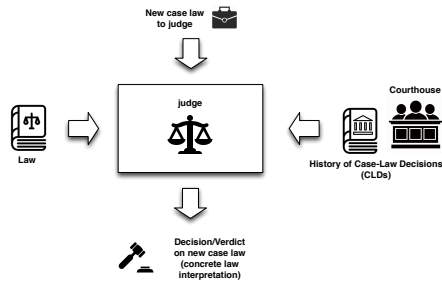 New case law
to judge
judge
Law
Courthouse
History of Case-Law Decisions
(CLDs)
Decision/Verdict
on new case law
(concrete law
interpretation)